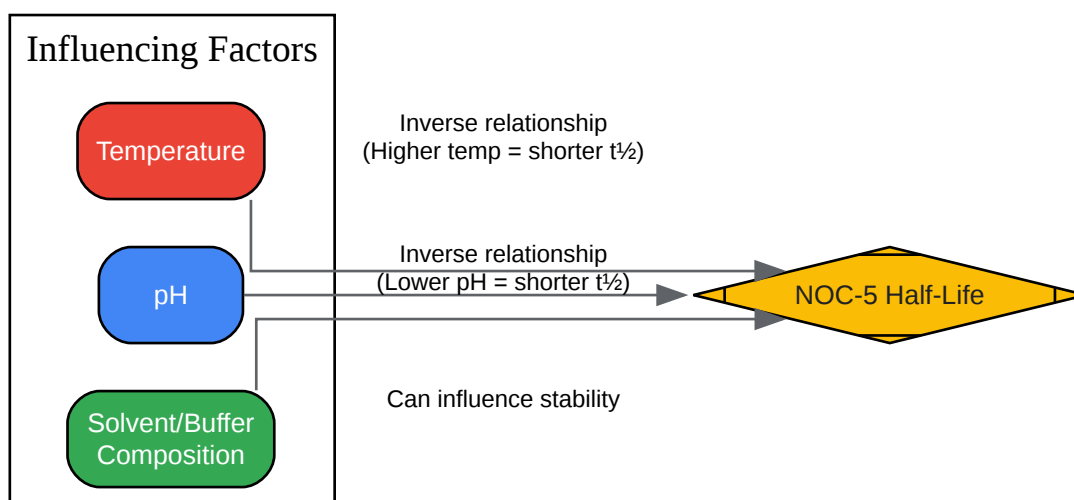 Influencing Factors
Temperature
Inverse relationship
(Higher temp = shorter t½)
pH
Inverse relationship
(Lower pH = shorter t½)
NOC-5 Half-Life
Solvent/Buffer
Composition
Can influence stability